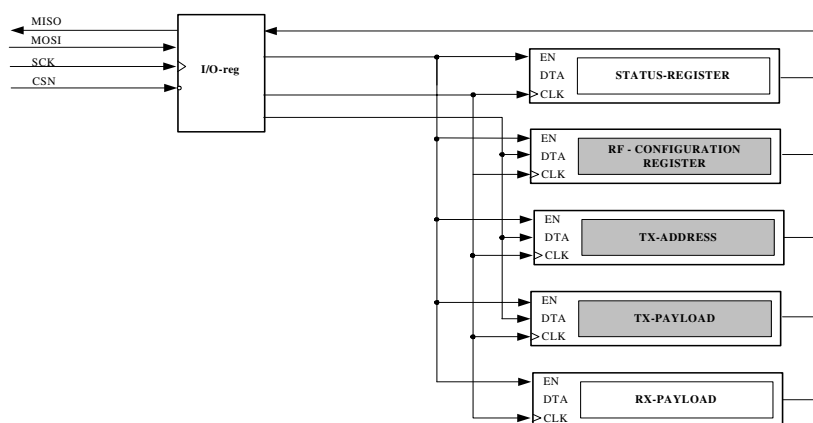 MISO
MOSI
SCK
CSN
I/O-reg
EN
DTA
CLK
STATUS-REGISTER
EN
DTA
CLK
RF - CONFIGURATION
REGISTER
EN
DTA
CLK
TX-ADDRESS
EN
DTA
CLK
TX-PAYLOAD
EN
DTA
CLK
RX-PAYLOAD